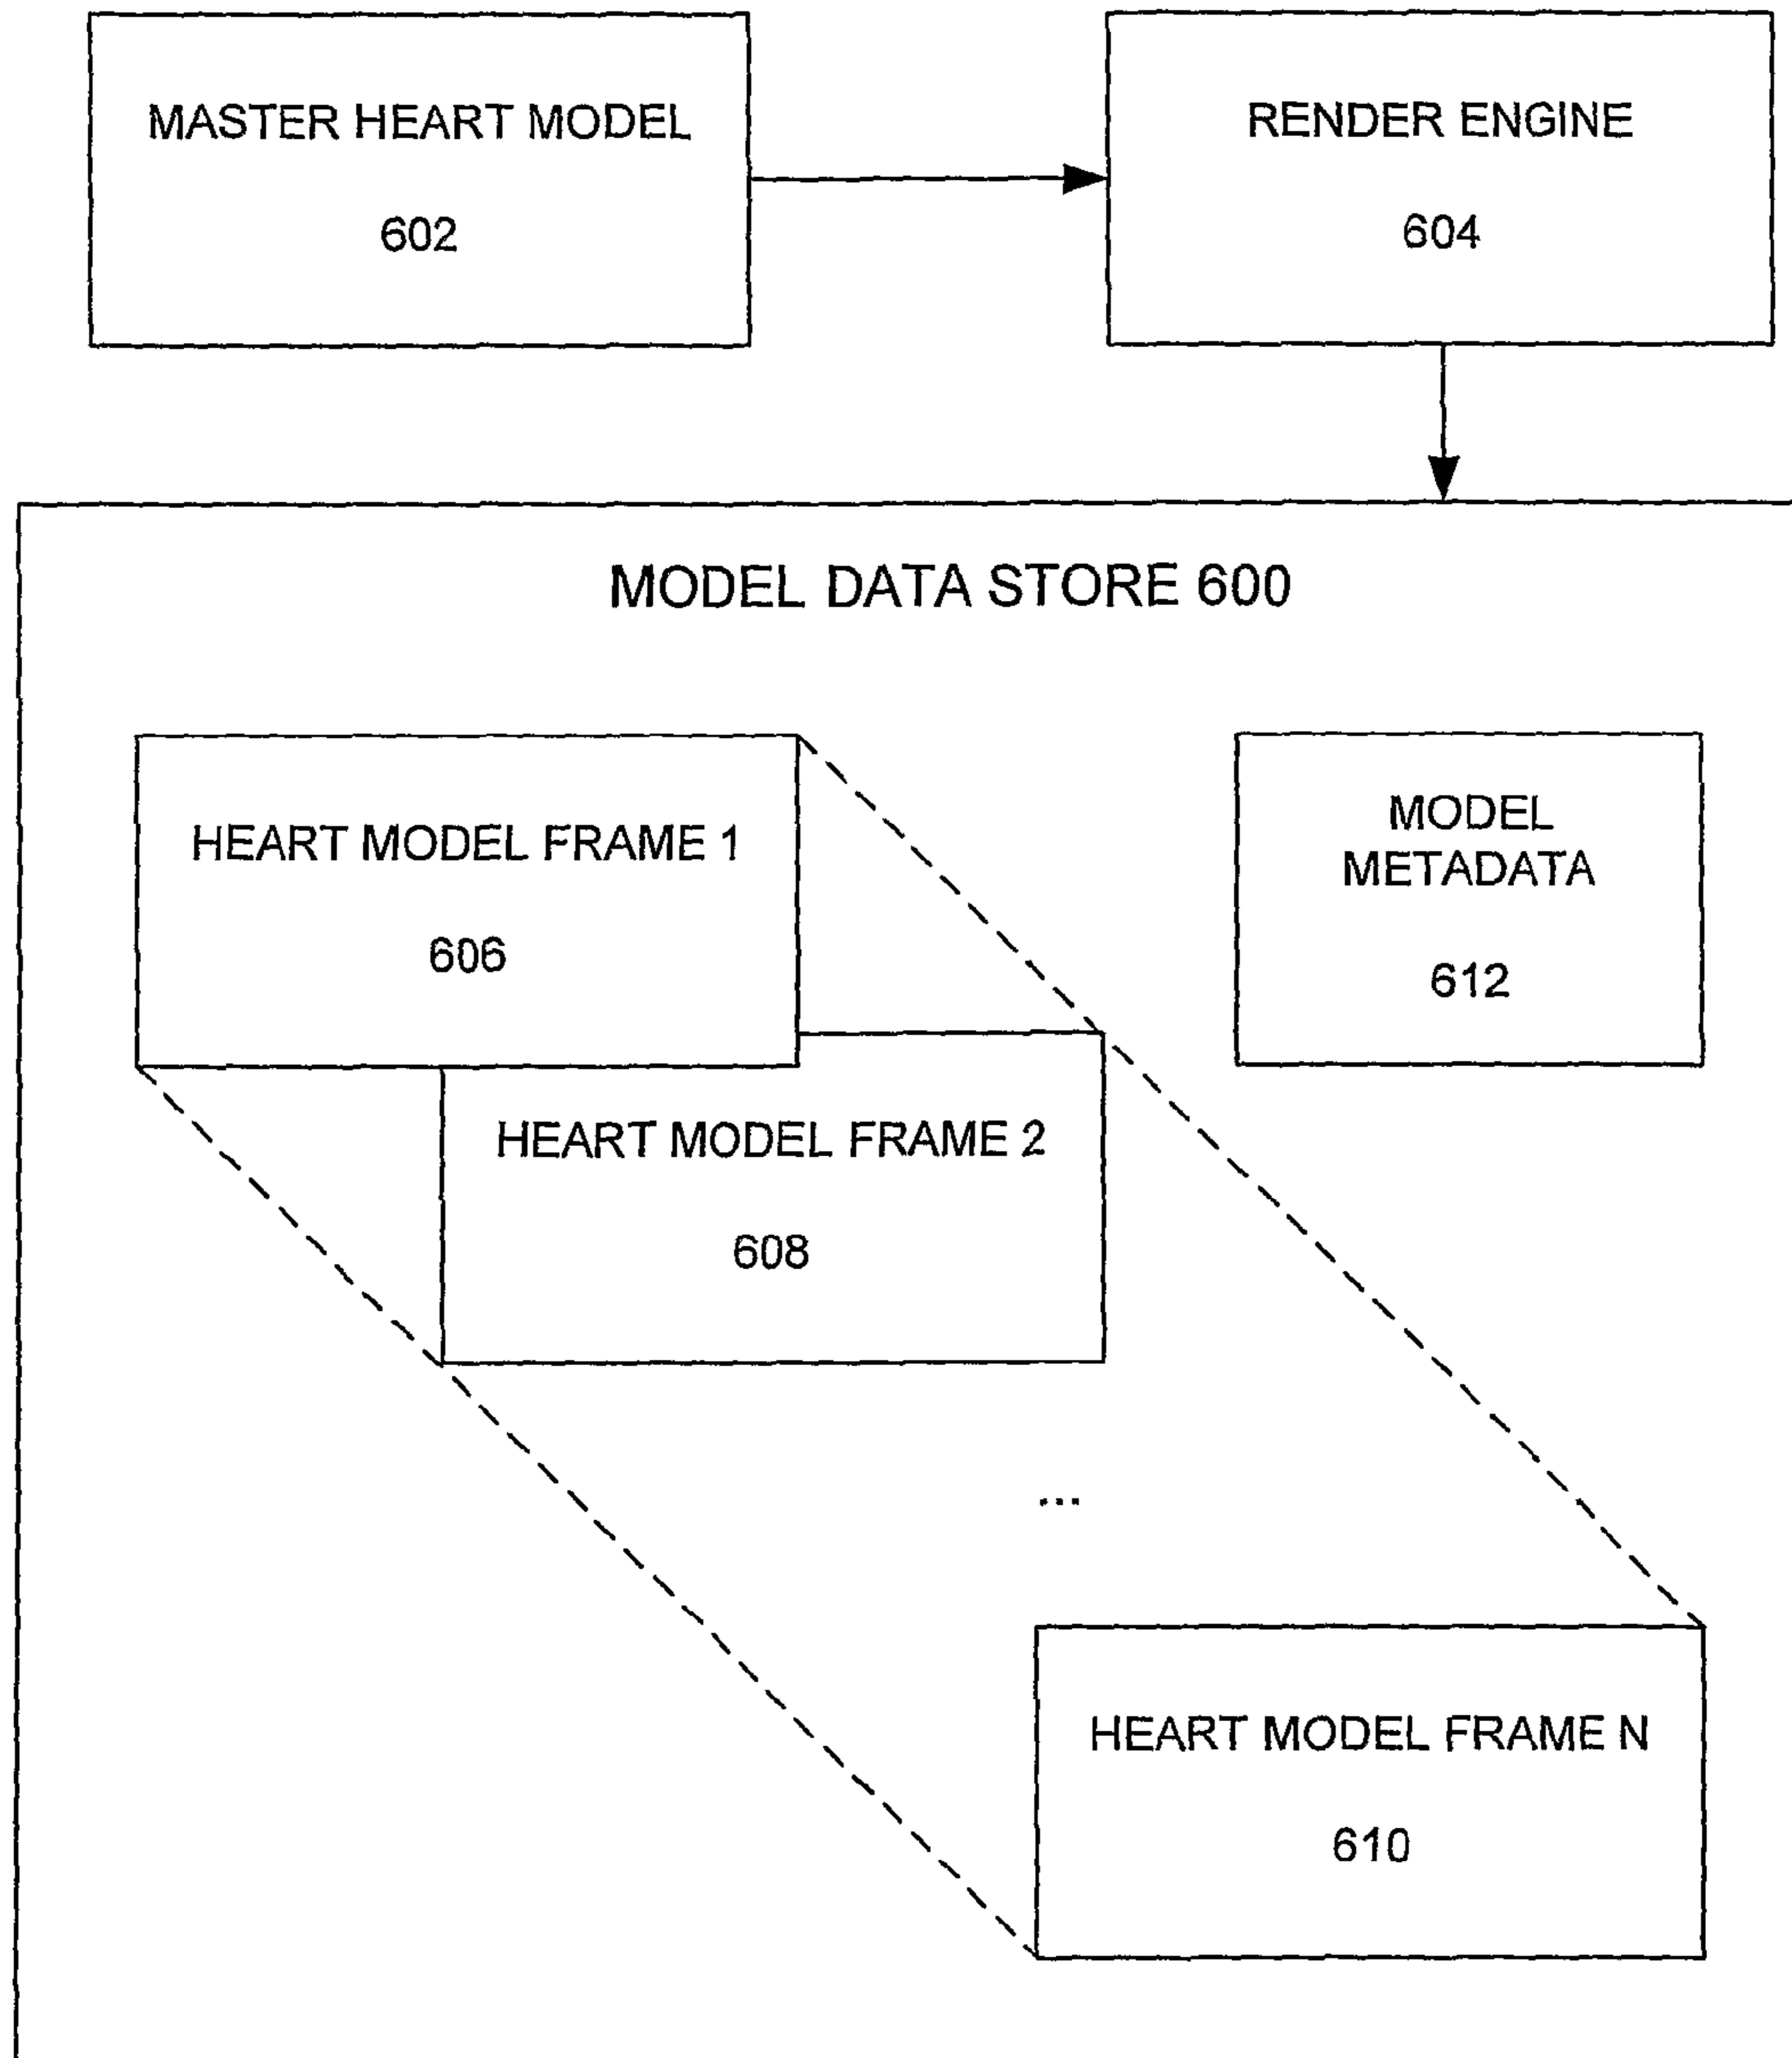 MASTER HEART MODEL
602
RENDER ENGINE
604
MODEL DATA STORE 600
HEART MODEL FRAME 1
606
MODEL
METADATA
612
HEART MODEL FRAME 2
608
...
HEART MODEL FRAME N
610